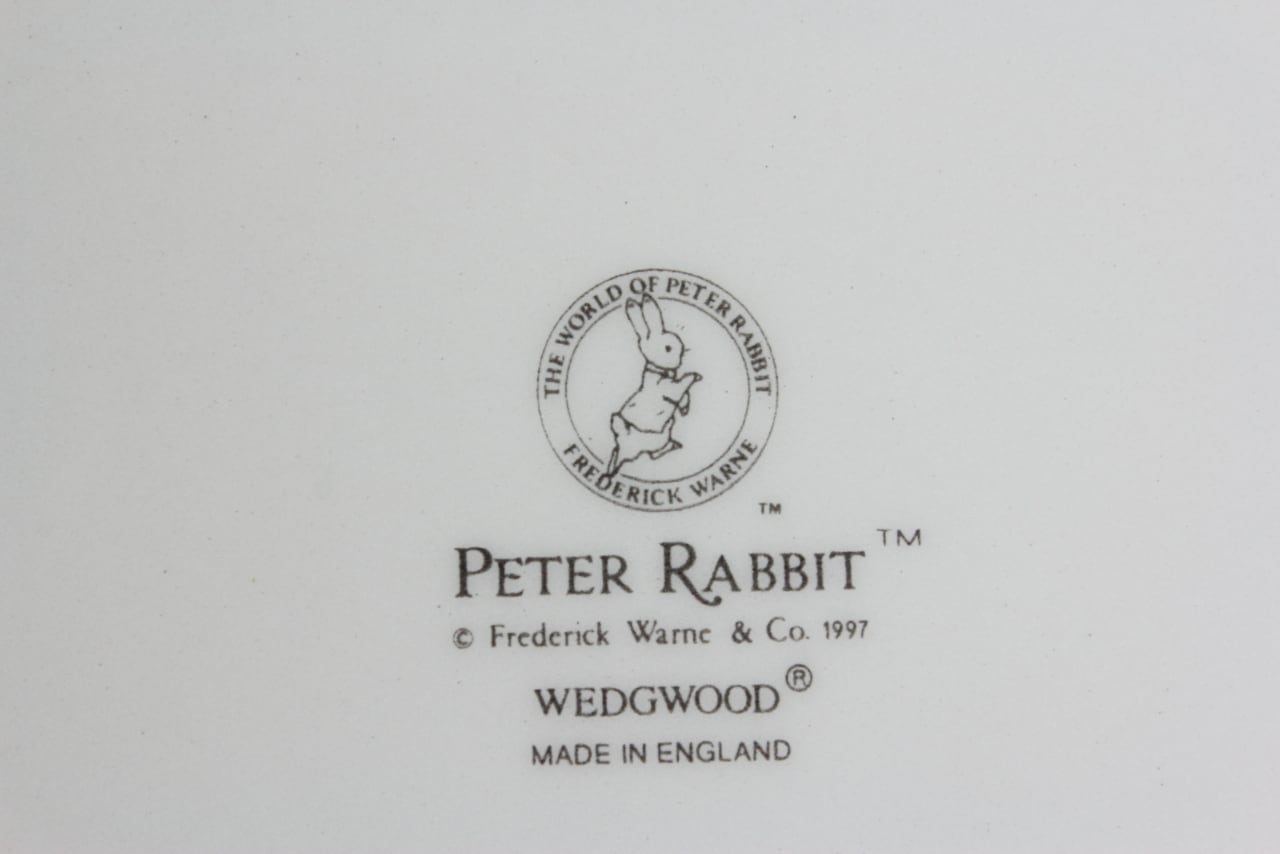 THE WORLD OF PETER RABBIT
FREDERICK WARNE
TM
PETER RABBIT TM
© Frederick Warne & Co. 1997
WEDGWOOD®
MADE IN ENGLAND